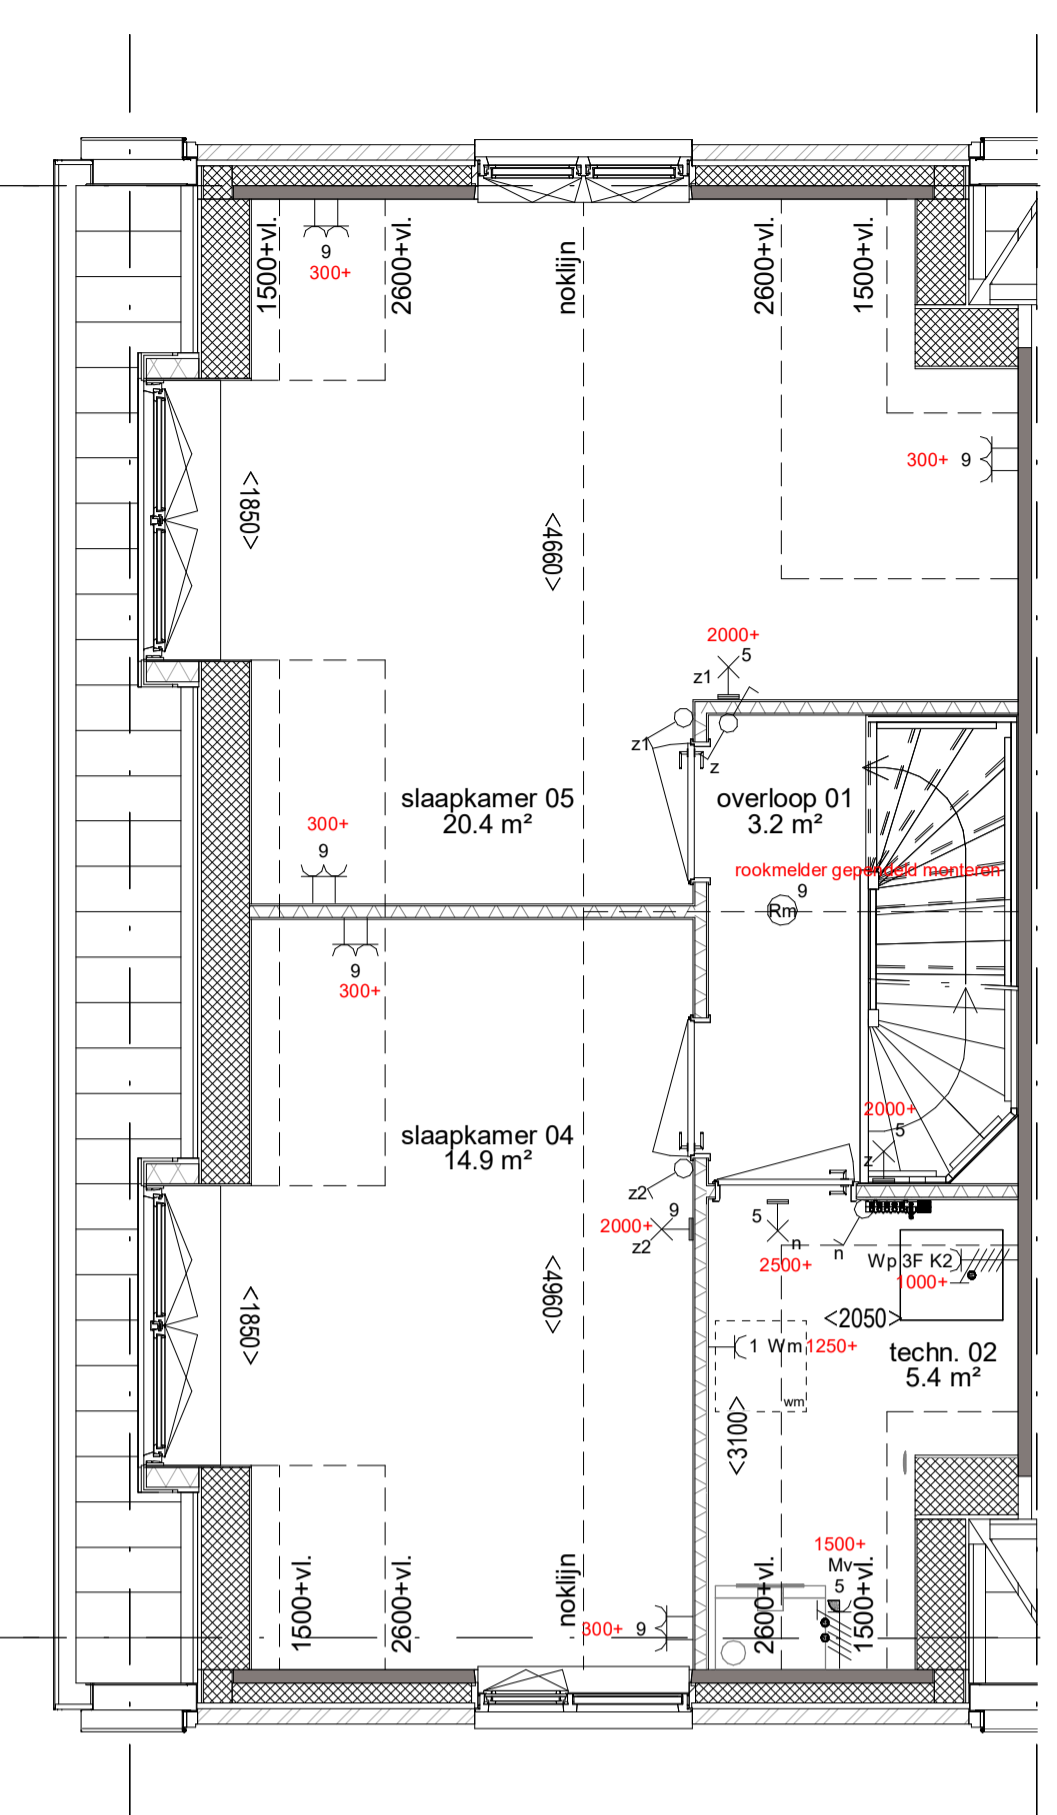 1500+vl.
9
300+
2600+vl.
noklijn
2600+vl.
1500+vl.
300+ 9
<1850>
<4660>
2000+
5
z1
z1
z
slaapkamer 05
20.4 m²
overloop 01
3.2 m²
300+
9
rookmelder gependeld monteren
9
Rm
9
300+
slaapkamer 04
14.9 m²
2000+
5
z
z2
9
2000+
z2
5
n
2500+
n
Wp 3F K2
1000+
<1850>
<4960>
<2050>
1 Wm 1250+
wm
techn. 02
5.4 m²
<3100>
1500+
Mv
5
1500+vl.
2600+vl.
noklijn
300+ 9
2600+vl.
1500+vl.